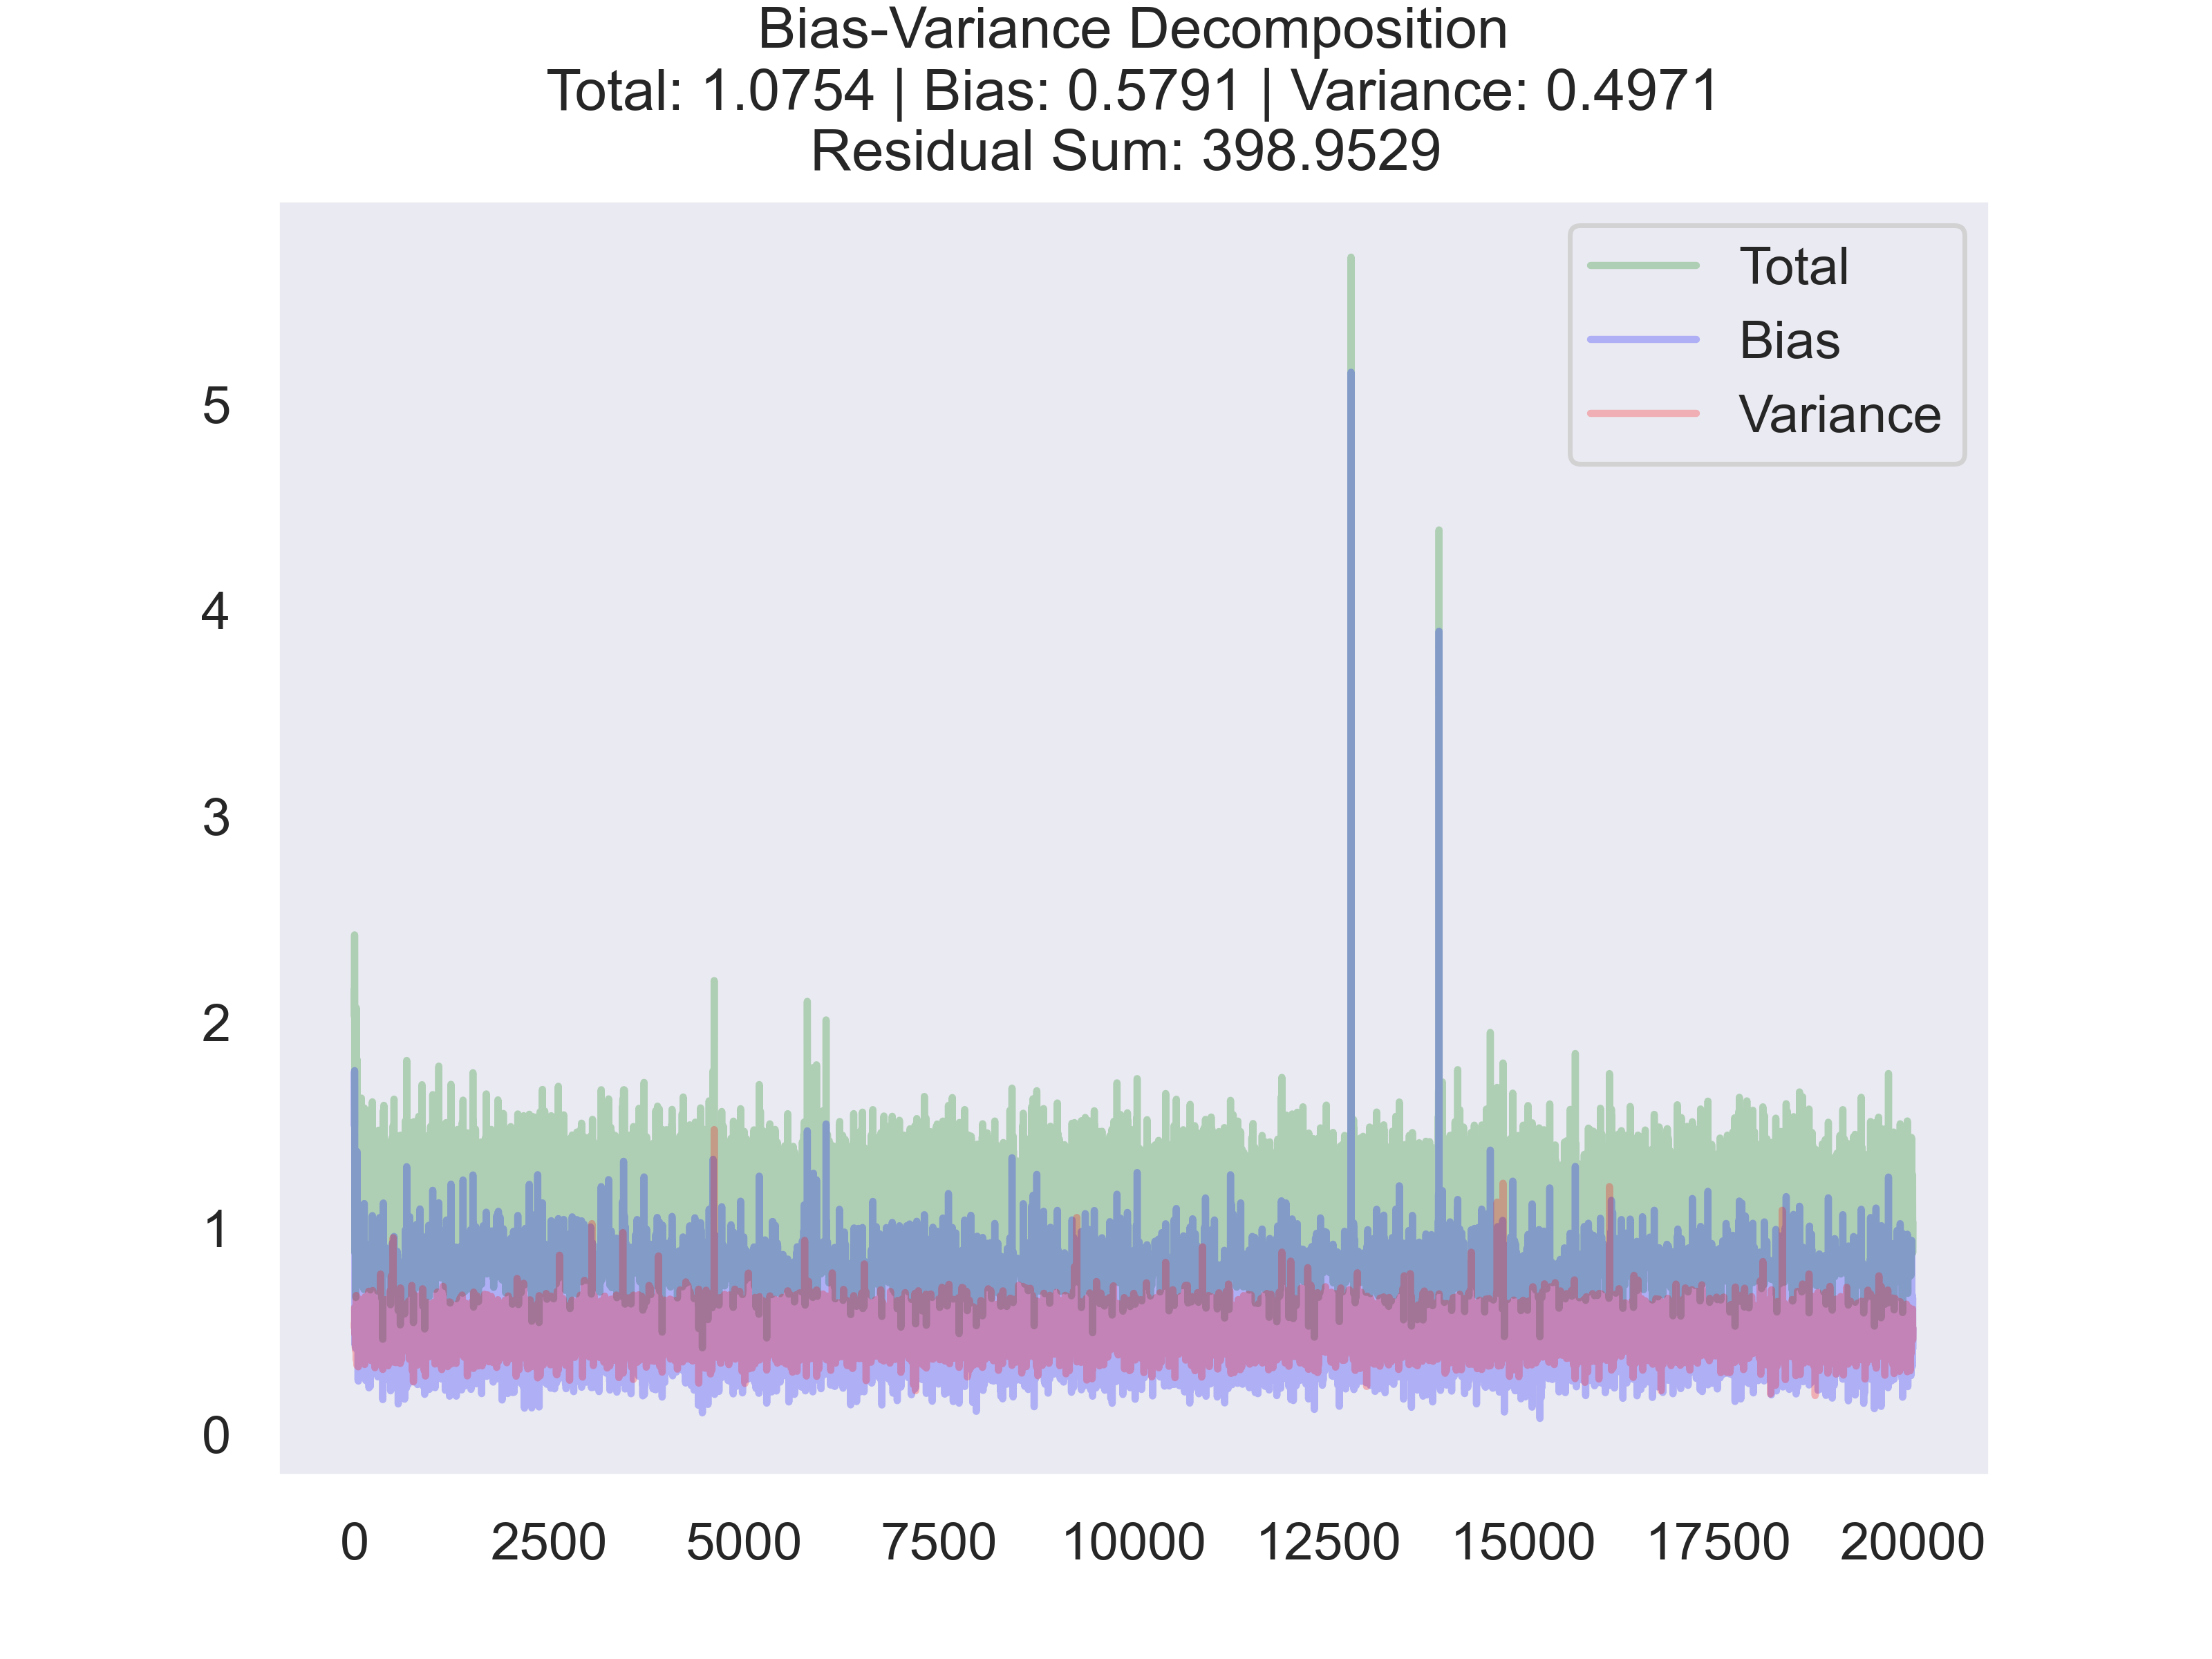 Bias-Variance Decomposition
Total: 1.0754 | Bias: 0.5791 | Variance: 0.4971
Residual Sum: 398.9529
Total
Bias
Variance
5
4
3
2
1
0
0 2500 5000 7500 10000 12500 15000 17500 20000